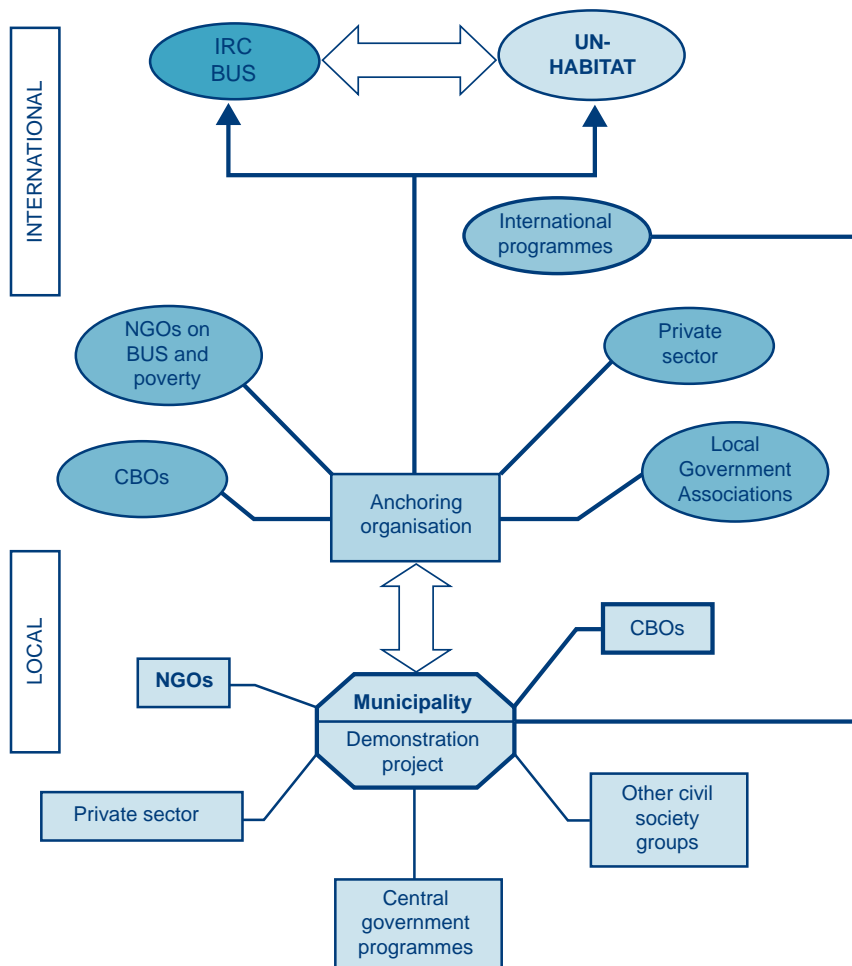 INTERNATIONAL
IRC
BUS
UN-
HABITAT
International
programmes
NGOs on
BUS and
poverty
Private
sector
CBOs
Local
Government
Associations
Anchoring
organisation
LOCAL
CBOs
NGOs
Municipality
Demonstration
project
Private sector
Other civil
society
groups
Central
government
programmes